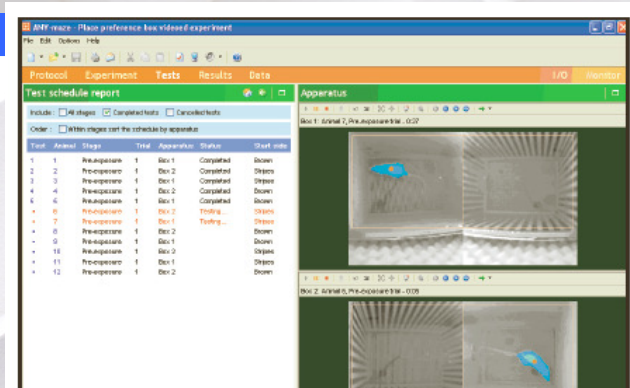 ANY-maze - Place preference box videoed experiment
File Edit Options Help
Protocol Experiment Tests Results Data I/O Monitor
Test schedule report
Include : All stages Completed tests Cancelled tests
Order : Within stages sort the schedule by apparatus
Test Animal Stage Trial Apparatus Status Start side
1 1 Pre-exposure 1 Box 1 Completed Brown
2 2 Pre-exposure 1 Box 2 Completed Stripes
3 3 Pre-exposure 1 Box 1 Completed Stripes
4 4 Pre-exposure 1 Box 2 Completed Brown
5 5 Pre-exposure 1 Box 1 Completed Brown
• 6 Pre-exposure 1 Box 2 Testing... Stripes
• 7 Pre-exposure 1 Box 1 Testing... Stripes
• 8 Pre-exposure 1 Box 2 Brown
• 9 Pre-exposure 1 Box 1 Brown
• 10 Pre-exposure 1 Box 2 Stripes
• 11 Pre-exposure 1 Box 1 Stripes
• 12 Pre-exposure 1 Box 2 Brown
Apparatus
Box 1: Animal 7, Pre-exposure trial - 0:37
Box 2: Animal 6, Pre-exposure trial - 0:08